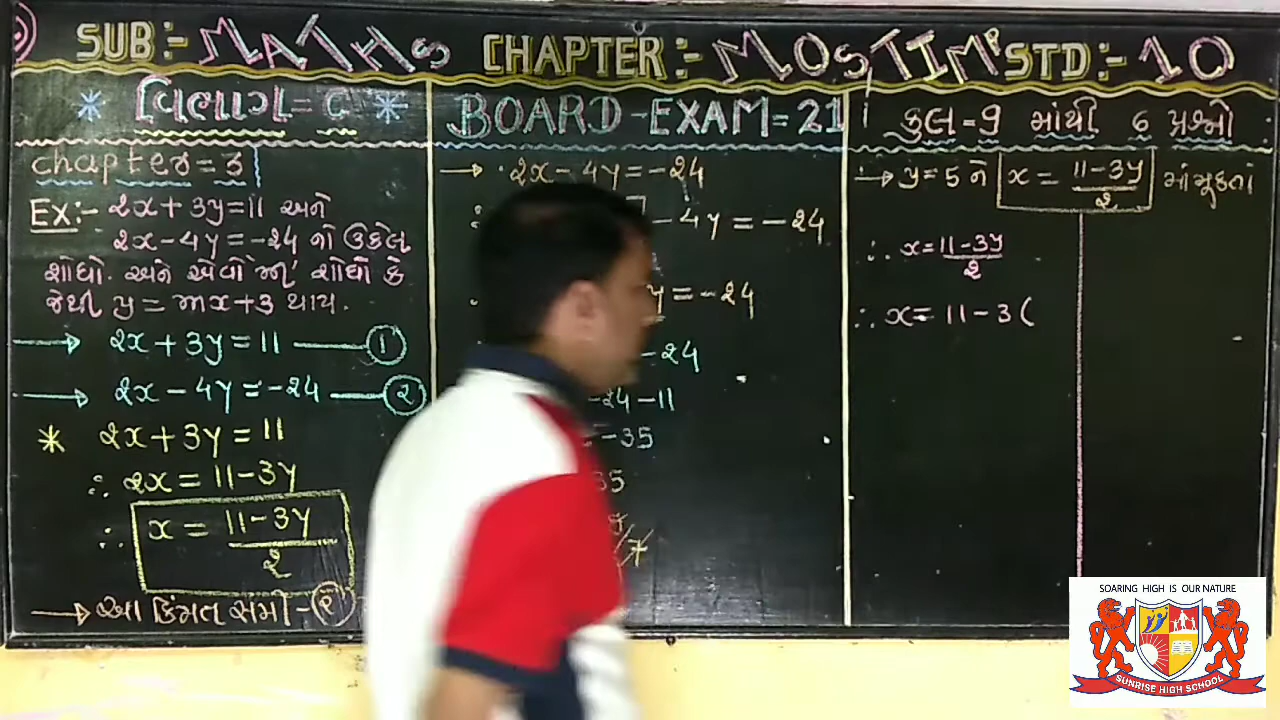 SUB:- MATHS CHAPTER:- MOST IMP STD:- 10
વિભાગ = C
chapter = 3
EX:- 2x + 3y = 11 અને
2x - 4y = -24 નો ઉકેલ
શોધો. અને એવો m શોધો કે
જેથી y = mx + 3 થાય.
2x + 3y = 11 ①
2x - 4y = -24 ②
* 2x + 3y = 11
∴ 2x = 11 - 3y
∴ x = 11 - 3y / 2
આ કિંમત સમી - ②
BOARD - EXAM = 21
→ 2x - 4y = -24
- 4y = -24
y = -24
-24
-24 - 11
= -35
35
7
કુલ = 9 માંથી 6 પ્રશ્નો
→ y = 5 ને x = 11 - 3y / 2 માં મૂકતાં
∴ x = 11 - 3y / 2
∴ x = 11 - 3 (
SOARING HIGH IS OUR NATURE
SUNRISE HIGH SCHOOL